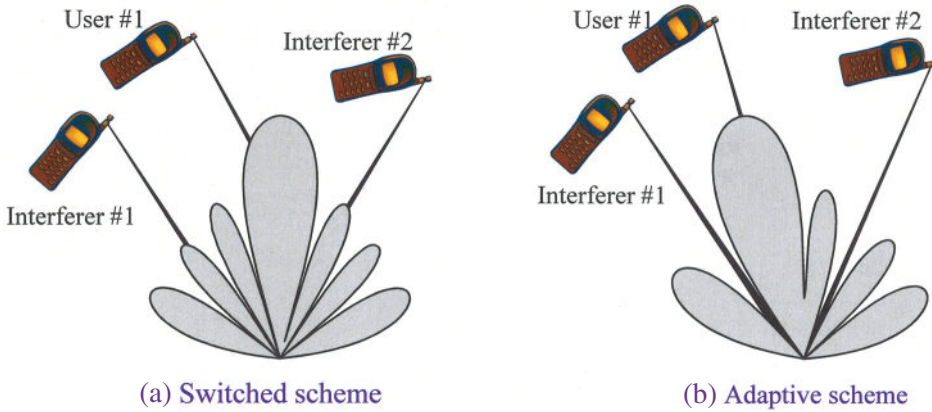 User #1
Interferer #2
Interferer #1
(a) Switched scheme
User #1
Interferer #2
Interferer #1
(b) Adaptive scheme